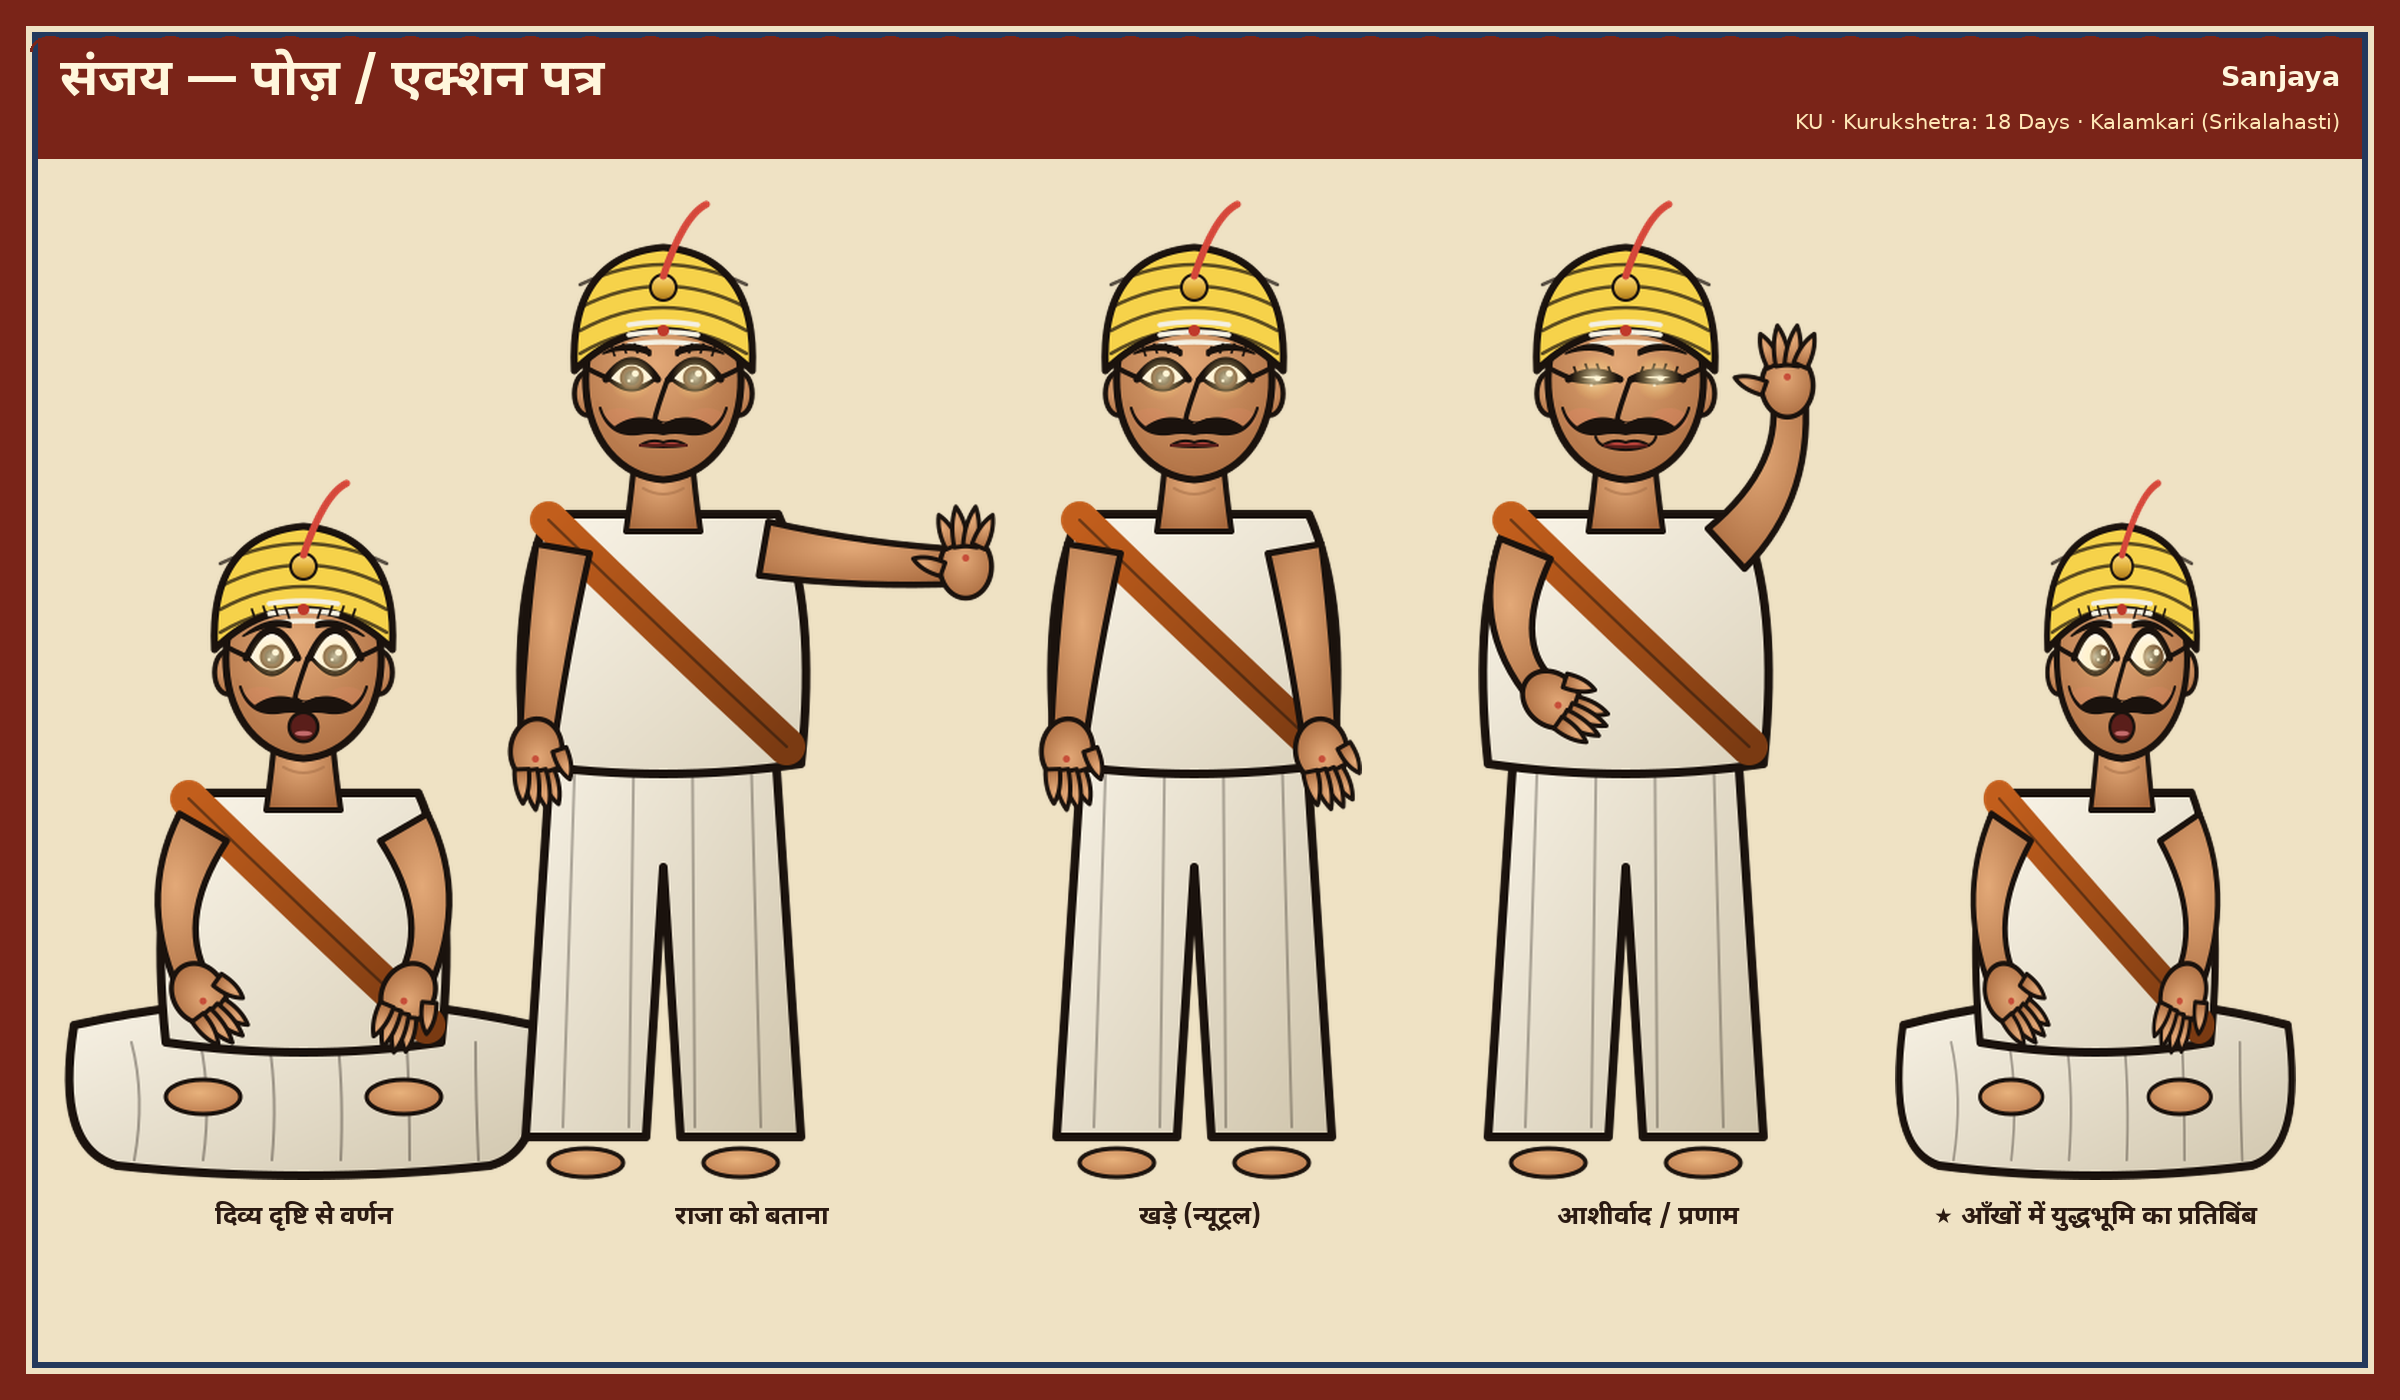 संजय — पोज़ / एक्शन पत्र
Sanjaya
KU · Kurukshetra: 18 Days · Kalamkari (Srikalahasti)
दिव्य दृष्टि से वर्णन
राजा को बताना
खड़े (न्यूट्रल)
आशीर्वाद / प्रणाम
★ आँखों में युद्धभूमि का प्रतिबिंब